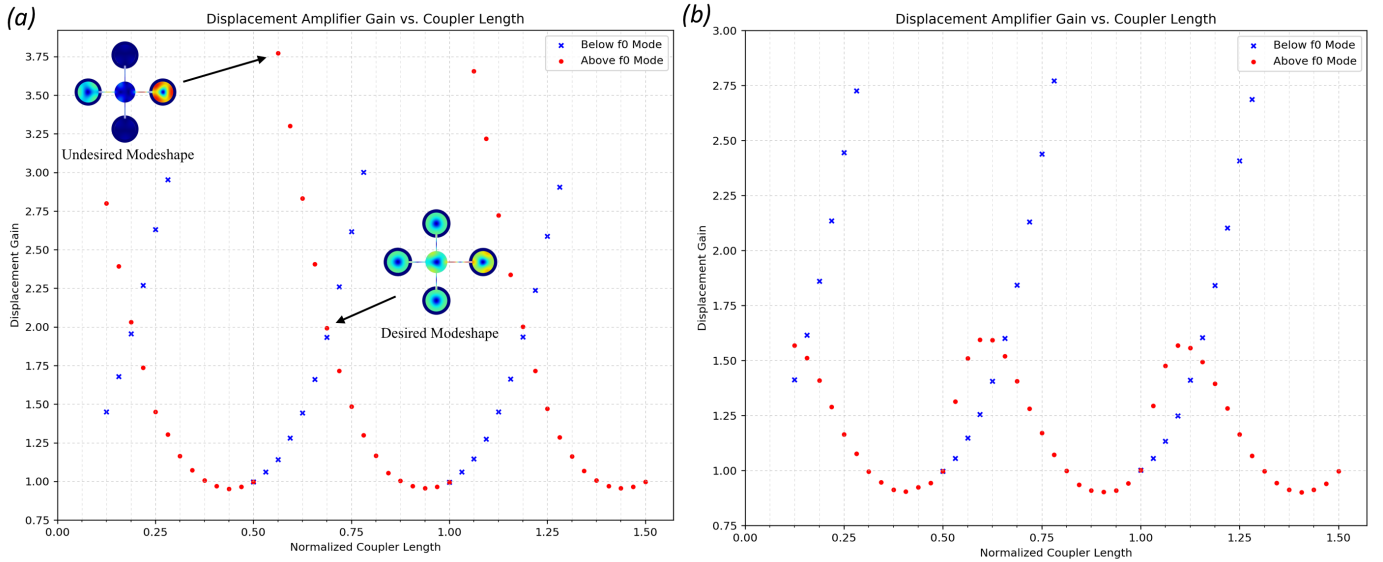 (a)
Displacement Amplifier Gain vs. Coupler Length
Below f0 Mode
Above f0 Mode
Undesired Modeshape
Desired Modeshape
Displacement Gain
3.75
3.50
3.25
3.00
2.75
2.50
2.25
2.00
1.75
1.50
1.25
1.00
0.75
0.00
0.25
0.50
0.75
1.00
1.25
1.50
Normalized Coupler Length
(b)
Displacement Amplifier Gain vs. Coupler Length
Below f0 Mode
Above f0 Mode
Displacement Gain
3.00
2.75
2.50
2.25
2.00
1.75
1.50
1.25
1.00
0.75
0.00
0.25
0.50
0.75
1.00
1.25
1.50
Normalized Coupler Length